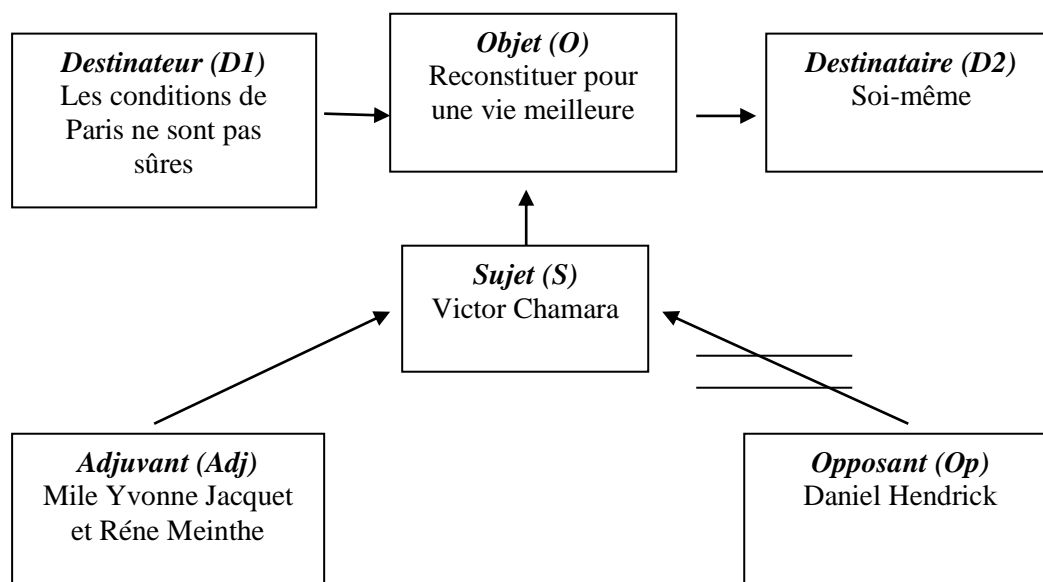 Destinateur (D1)
Les conditions de
Paris ne sont pas
sûres
Objet (O)
Reconstituer pour
une vie meilleure
Destinataire (D2)
Soi-même
Sujet (S)
Victor Chamara
Adjuvant (Adj)
Mile Yvonne Jacquet
et Réne Meinthe
Opposant (Op)
Daniel Hendrick